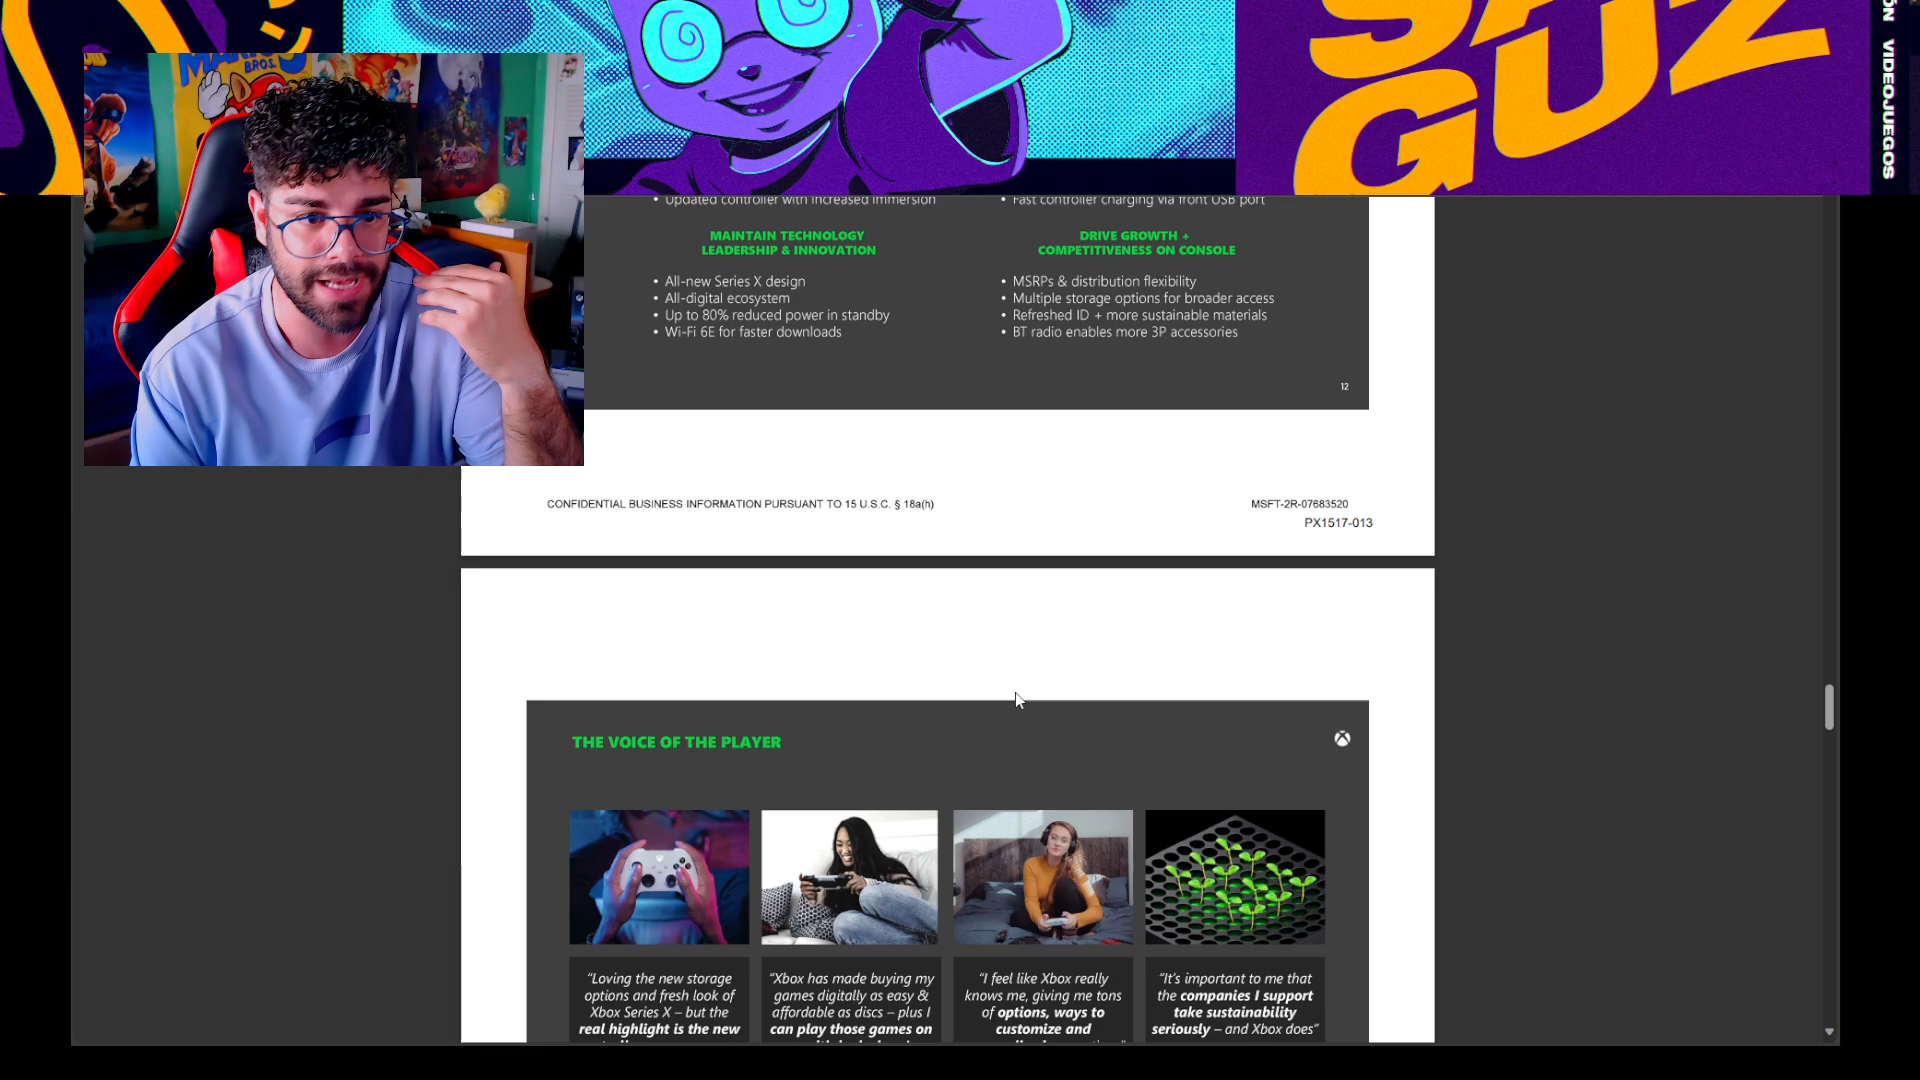 BROS.
GUZ
VIDEOJUEGOS
• Updated controller with increased immersion
• Fast controller charging via front USB port
MAINTAIN TECHNOLOGY
LEADERSHIP & INNOVATION
• All-new Series X design
• All-digital ecosystem
• Up to 80% reduced power in standby
• Wi-Fi 6E for faster downloads
DRIVE GROWTH +
COMPETITIVENESS ON CONSOLE
• MSRPs & distribution flexibility
• Multiple storage options for broader access
• Refreshed ID + more sustainable materials
• BT radio enables more 3P accessories
12
CONFIDENTIAL BUSINESS INFORMATION PURSUANT TO 15 U.S.C. § 18a(h)
MSFT-2R-07683520
PX1517-013
THE VOICE OF THE PLAYER
“Loving the new storage
options and fresh look of
Xbox Series X – but the
real highlight is the new
“Xbox has made buying my
games digitally as easy &
affordable as discs – plus I
can play those games on
“I feel like Xbox really
knows me, giving me tons
of options, ways to
customize and
“It’s important to me that
the companies I support
take sustainability
seriously – and Xbox does”